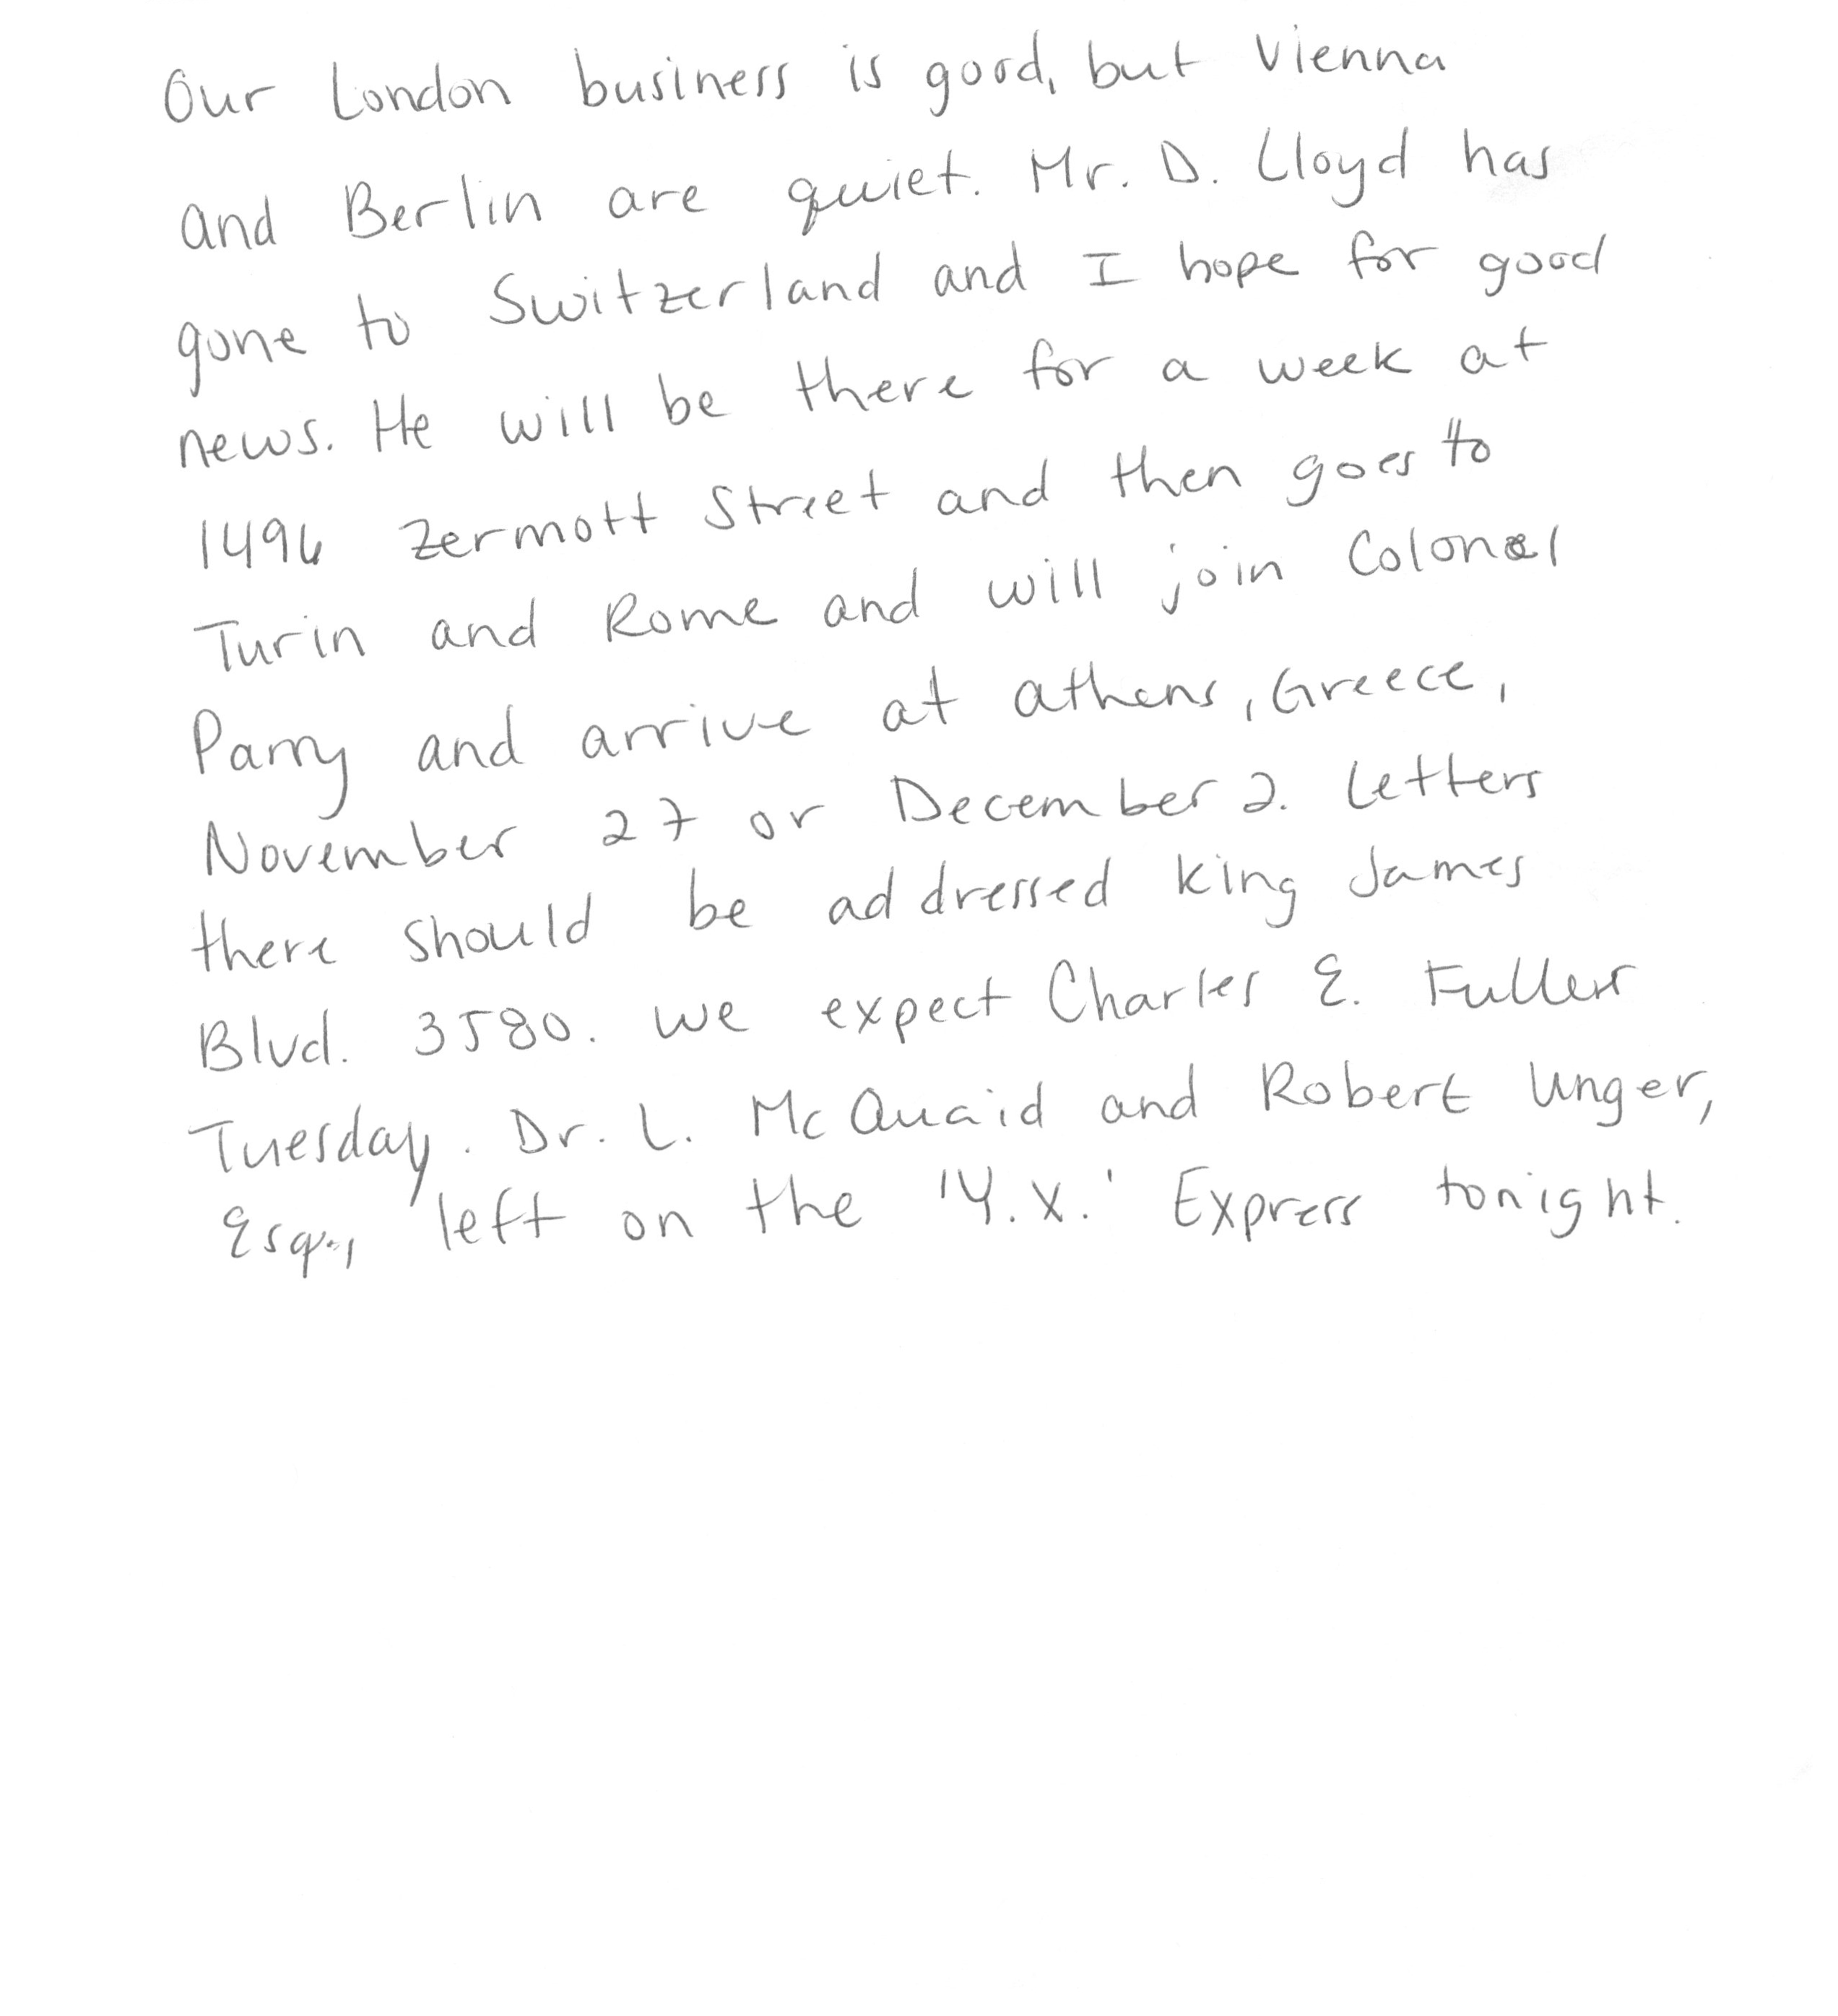 Our London business is good, but Vienna
and Berlin are quiet. Mr. D. Lloyd has
gone to Switzerland and I hope for good
news. He will be there for a week at
1496 Zermott Street and then goes to
Turin and Rome and will join Colonel
Parry and arrive at athens, Greece,
November 27 or December 2. Letters
there should be addressed King James
Blvd. 3580. We expect Charles E. Fuller
Tuesday. Dr. L. McQuaid and Robert Unger,
Esq., left on the 'Y.X.' Express tonight.